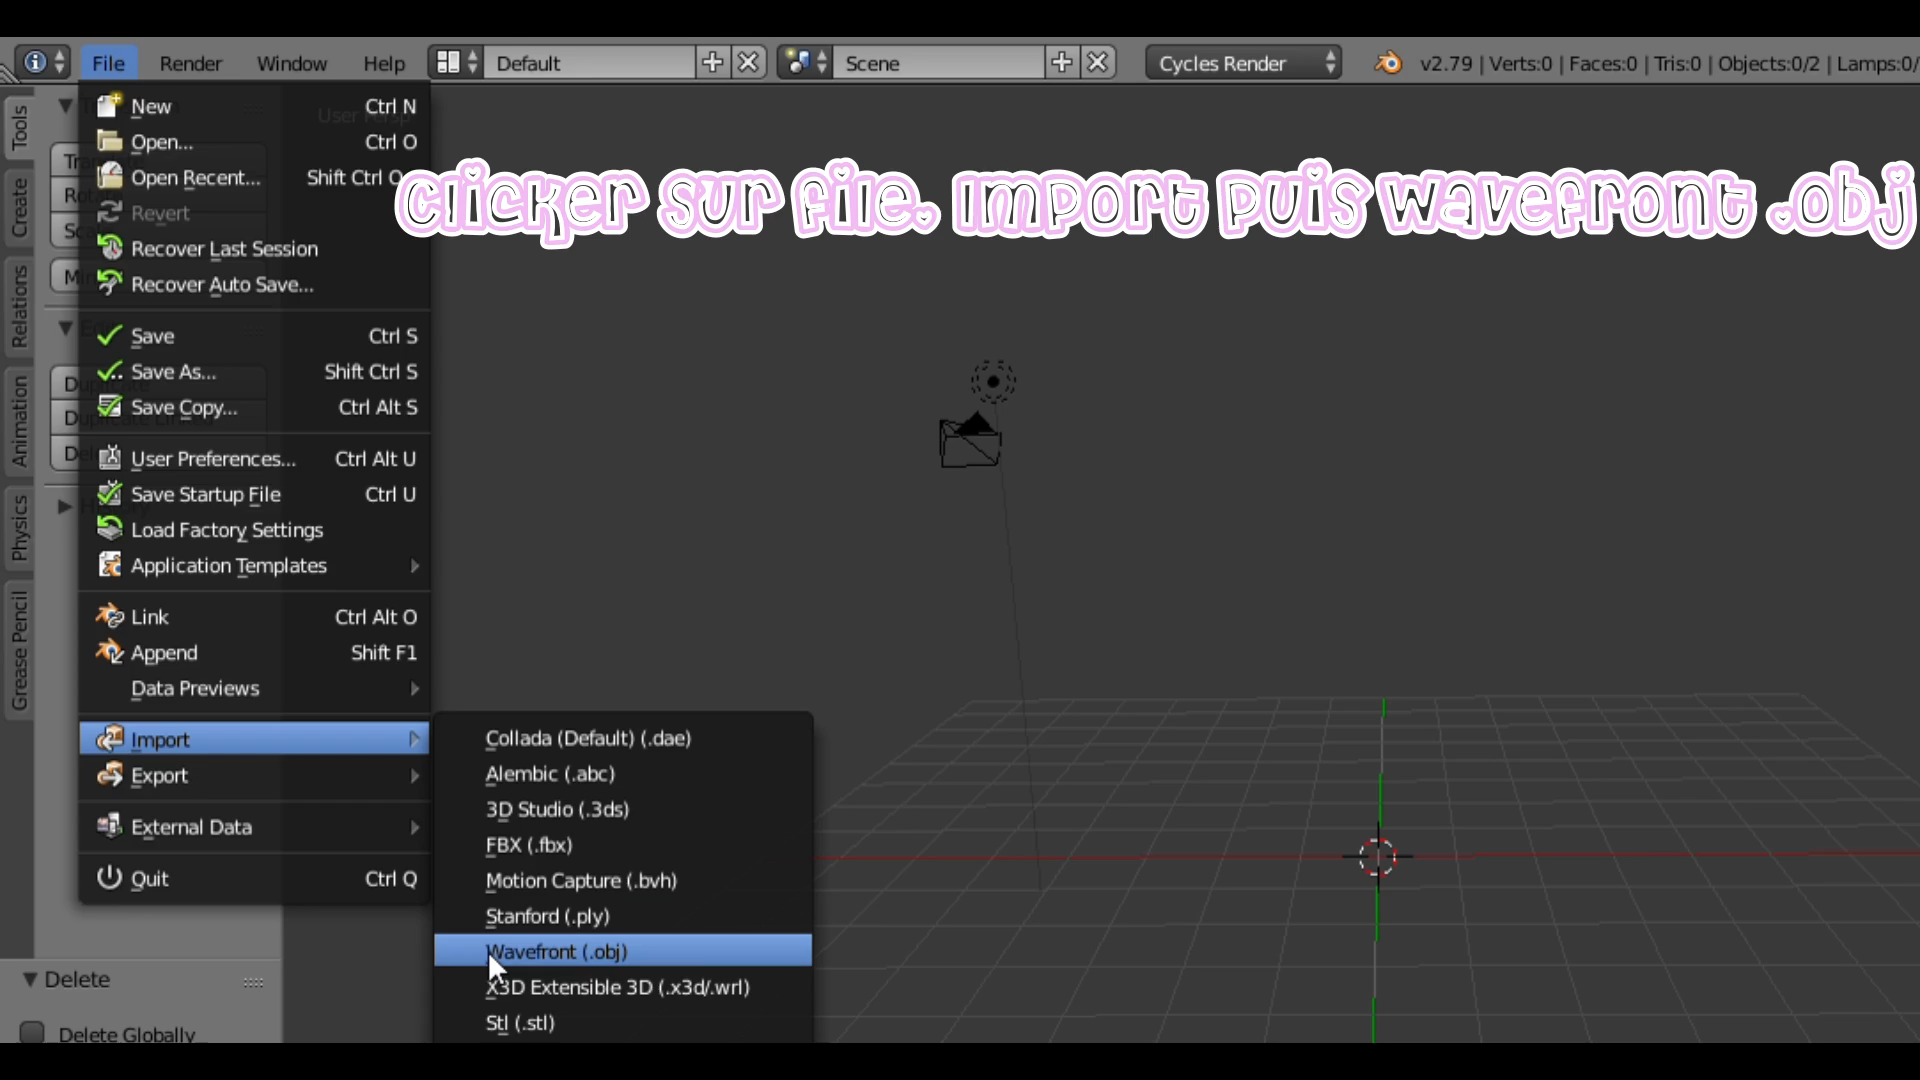 File Render Window Help Default Scene Cycles Render v2.79 | Verts:0 | Faces:0 | Tris:0 | Objects:0/2 | Lamps:0/
Clicker sur file. Import puis wavefront .obj
Tools
Create
Relations
Animation
Physics
Grease Pencil
New Ctrl N
Open... Ctrl O
Open Recent... Shift Ctrl O
Revert
Recover Last Session
Recover Auto Save...
Save Ctrl S
Save As... Shift Ctrl S
Save Copy... Ctrl Alt S
User Preferences... Ctrl Alt U
Save Startup File Ctrl U
Load Factory Settings
Application Templates
Link Ctrl Alt O
Append Shift F1
Data Previews
Import
Export
External Data
Quit Ctrl Q
Collada (Default) (.dae)
Alembic (.abc)
3D Studio (.3ds)
FBX (.fbx)
Motion Capture (.bvh)
Stanford (.ply)
Wavefront (.obj)
X3D Extensible 3D (.x3d/.wrl)
Stl (.stl)
Delete
Delete Globally